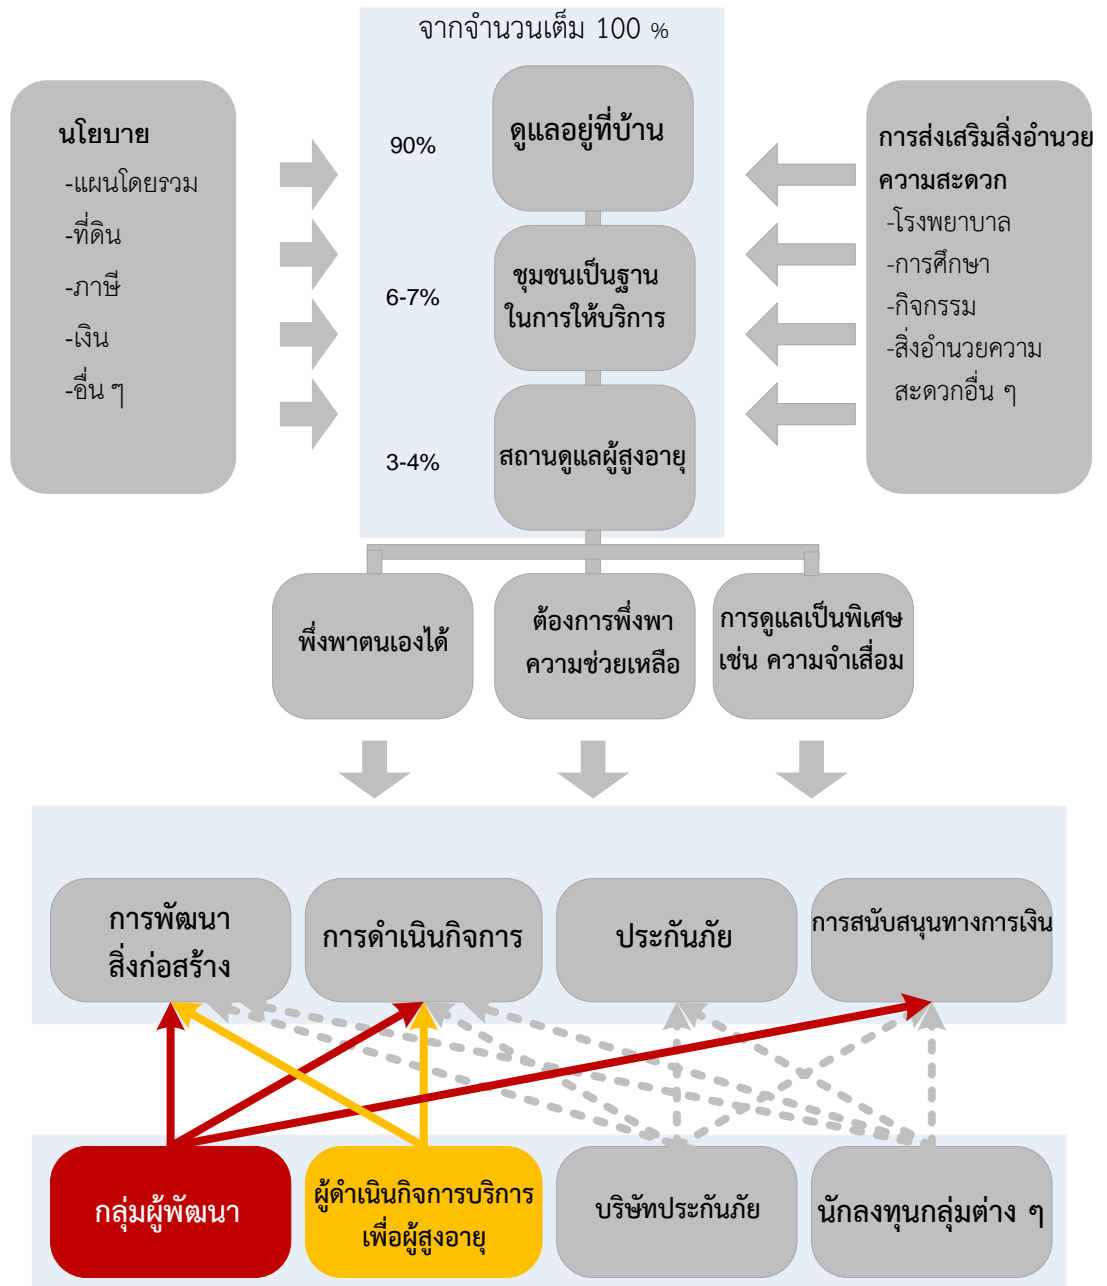 จากจำนวนเต็ม 100 %
นโยบาย
-แผนโดยรวม
-ที่ดิน
-ภาษี
-เงิน
-อื่น ๆ
90%
ดูแลอยู่ที่บ้าน
6-7%
ชุมชนเป็นฐาน
ในการให้บริการ
3-4%
สถานดูแลผู้สูงอายุ
การส่งเสริมสิ่งอำนวย
ความสะดวก
-โรงพยาบาล
-การศึกษา
-กิจกรรม
-สิ่งอำนวยความ
สะดวกอื่น ๆ
พึ่งพาตนเองได้
ต้องการพึ่งพา
ความช่วยเหลือ
การดูแลเป็นพิเศษ
เช่น ความจำเสื่อม
การพัฒนา
สิ่งก่อสร้าง
การดำเนินกิจการ
ประกันภัย
การสนับสนุนทางการเงิน
กลุ่มผู้พัฒนา
ผู้ดำเนินกิจการบริการ
เพื่อผู้สูงอายุ
บริษัทประกันภัย
นักลงทุนกลุ่มต่าง ๆ